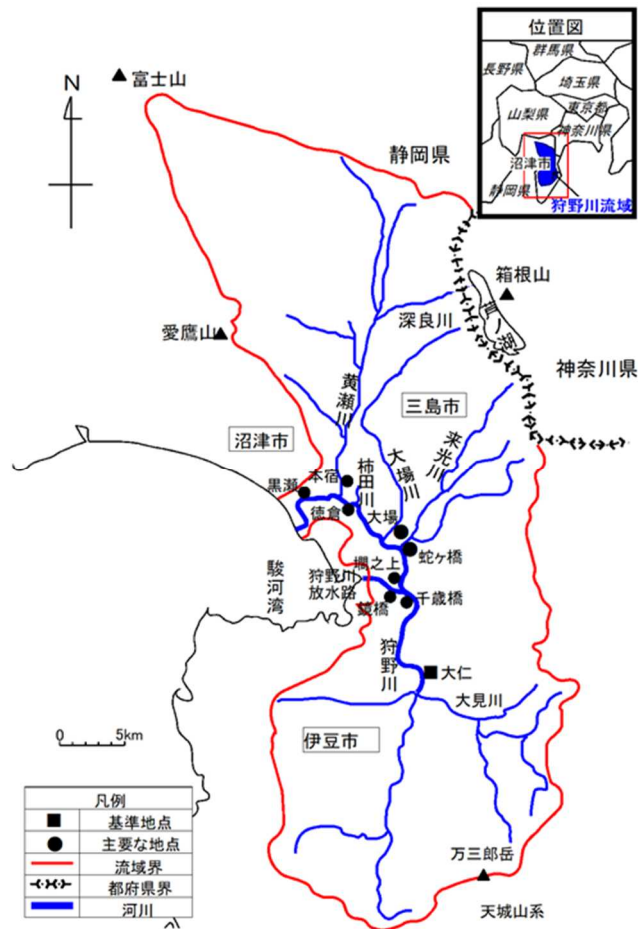 位置図
群馬県
長野県
埼玉県
山梨県
東京都
神奈川県
沼津市
静岡県
狩野川流域
N
富士山
静岡県
箱根山
芦ノ湖
深良川
愛鷹山
神奈川県
黄瀬川
三島市
沼津市
大場川
来光川
本宿
柿田川
黒瀬
徳倉
大場
蛇ヶ橋
駿河湾
狩野川
放水路
墹之上
鏡橋
千歳橋
狩野川
大仁
大見川
0 5km
伊豆市
凡例
基準地点
主要な地点
流域界
都府県界
河川
万三郎岳
天城山系